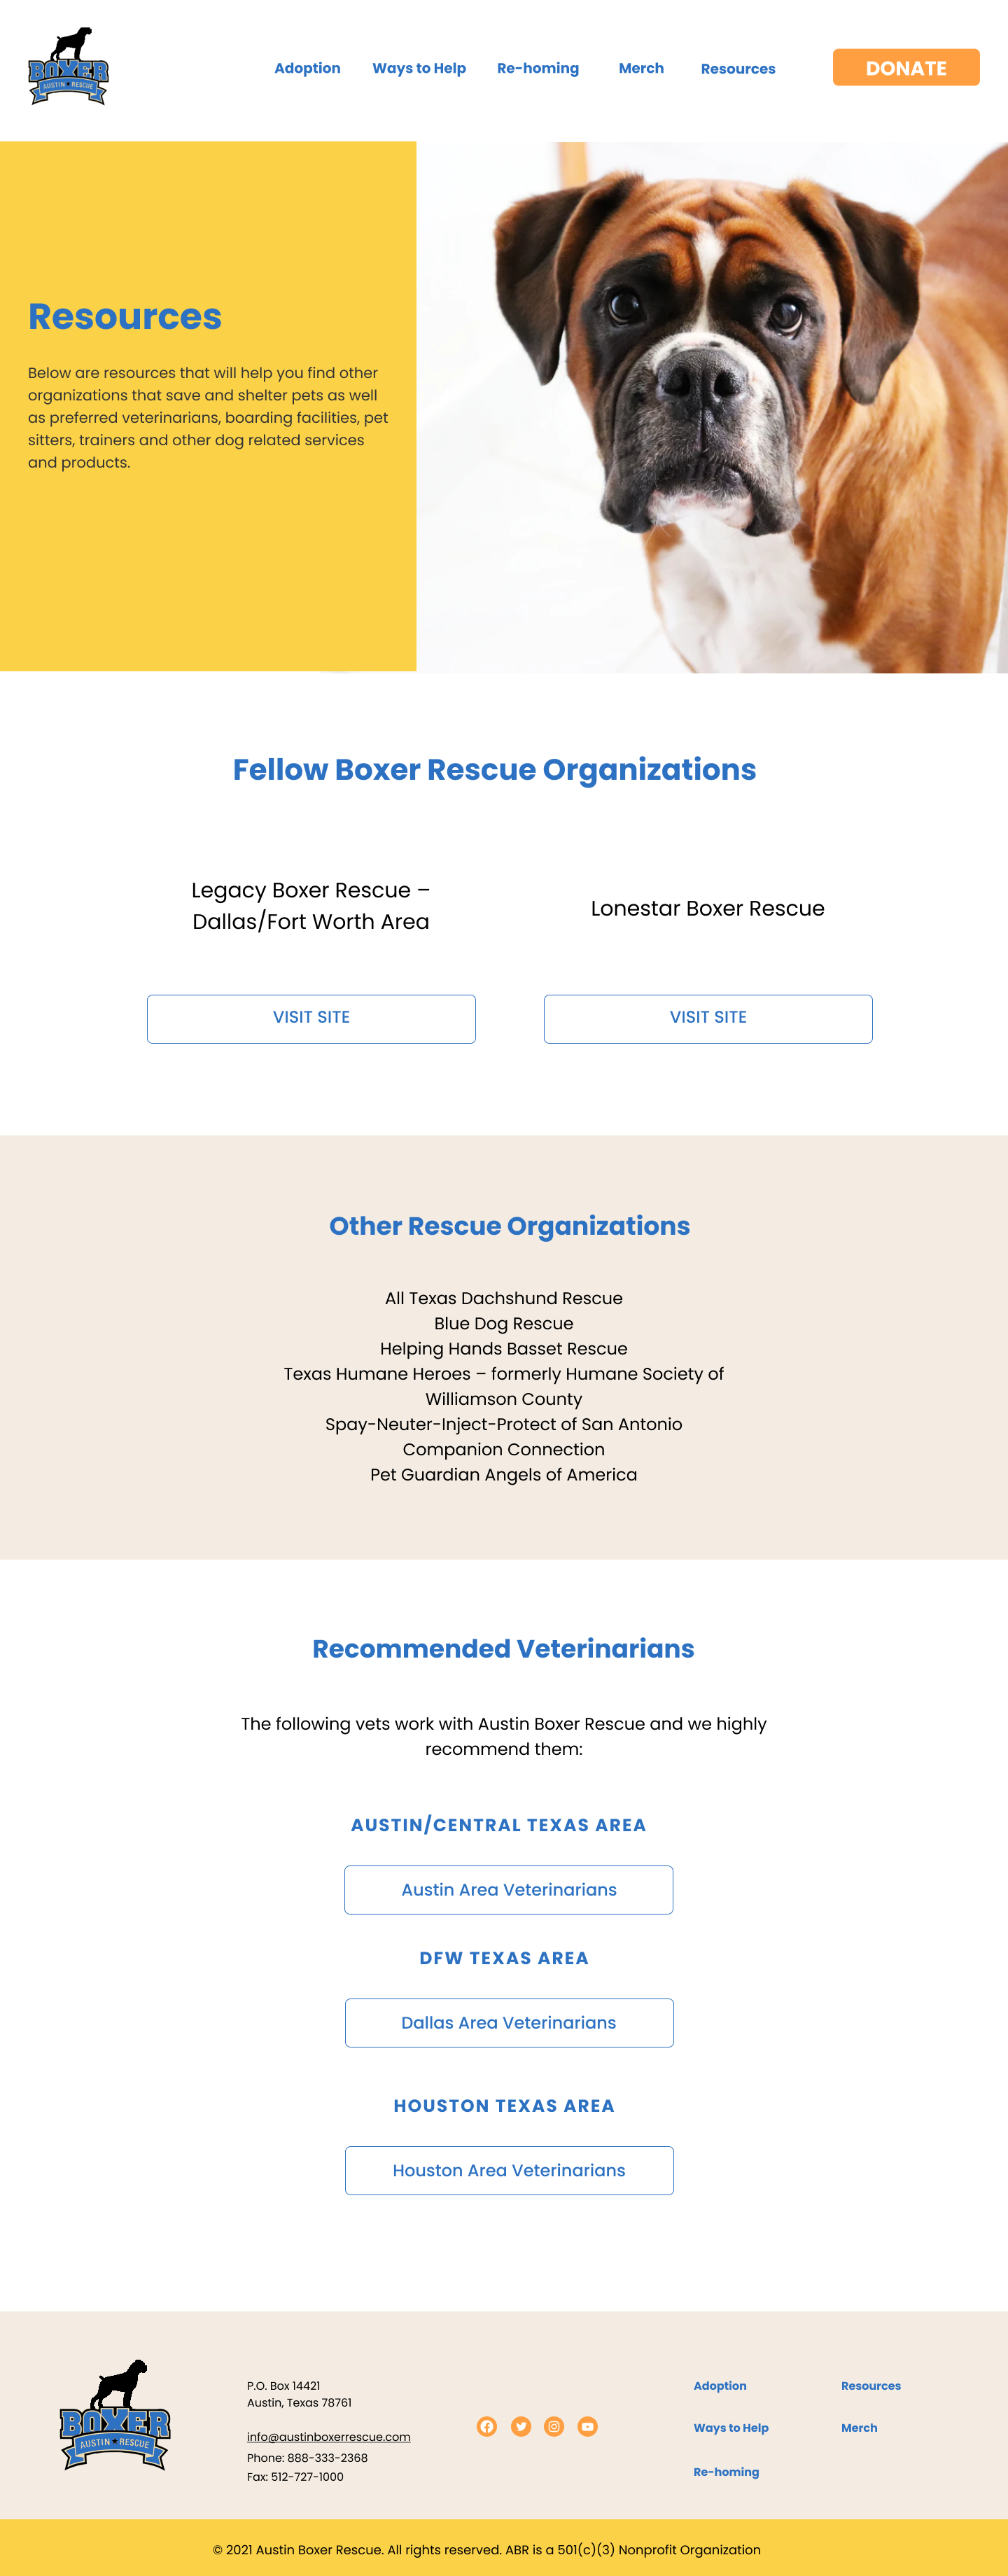 BOXER
AUSTIN ★ RESCUE
Adoption
Ways to Help
Re-homing
Merch
Resources
DONATE
Resources
Below are resources that will help you find other
organizations that save and shelter pets as well
as preferred veterinarians, boarding facilities, pet
sitters, trainers and other dog related services
and products.
Fellow Boxer Rescue Organizations
Legacy Boxer Rescue –
Dallas/Fort Worth Area
VISIT SITE
Lonestar Boxer Rescue
VISIT SITE
Other Rescue Organizations
All Texas Dachshund Rescue
Blue Dog Rescue
Helping Hands Basset Rescue
Texas Humane Heroes – formerly Humane Society of
Williamson County
Spay-Neuter-Inject-Protect of San Antonio
Companion Connection
Pet Guardian Angels of America
Recommended Veterinarians
The following vets work with Austin Boxer Rescue and we highly
recommend them:
AUSTIN/CENTRAL TEXAS AREA
Austin Area Veterinarians
DFW TEXAS AREA
Dallas Area Veterinarians
HOUSTON TEXAS AREA
Houston Area Veterinarians
BOXER
AUSTIN ★ RESCUE
P.O. Box 14421
Austin, Texas 78761
info@austinboxerrescue.com
Phone: 888-333-2368
Fax: 512-727-1000
Adoption
Ways to Help
Re-homing
Resources
Merch
© 2021 Austin Boxer Rescue. All rights reserved. ABR is a 501(c)(3) Nonprofit Organization